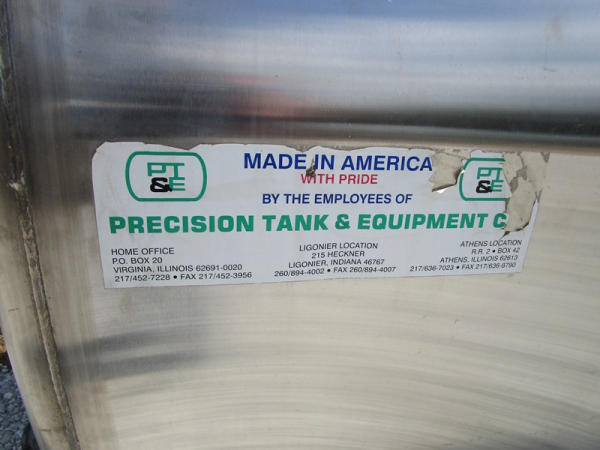 PT
&E
MADE IN AMERICA
WITH PRIDE
BY THE EMPLOYEES OF
PT
&E
PRECISION TANK & EQUIPMENT C
HOME OFFICE
P.O. BOX 20
VIRGINIA, ILLINOIS 62691-0020
217/452-7228 • FAX 217/452-3956
LIGONIER LOCATION
215 HECKNER
LIGONIER, INDIANA 46767
260/894-4002 • FAX 260/894-4007
ATHENS LOCATION
R.R. 2 • BOX 42
ATHENS, ILLINOIS 62613
217/636-7023 • FAX 217/636-9790